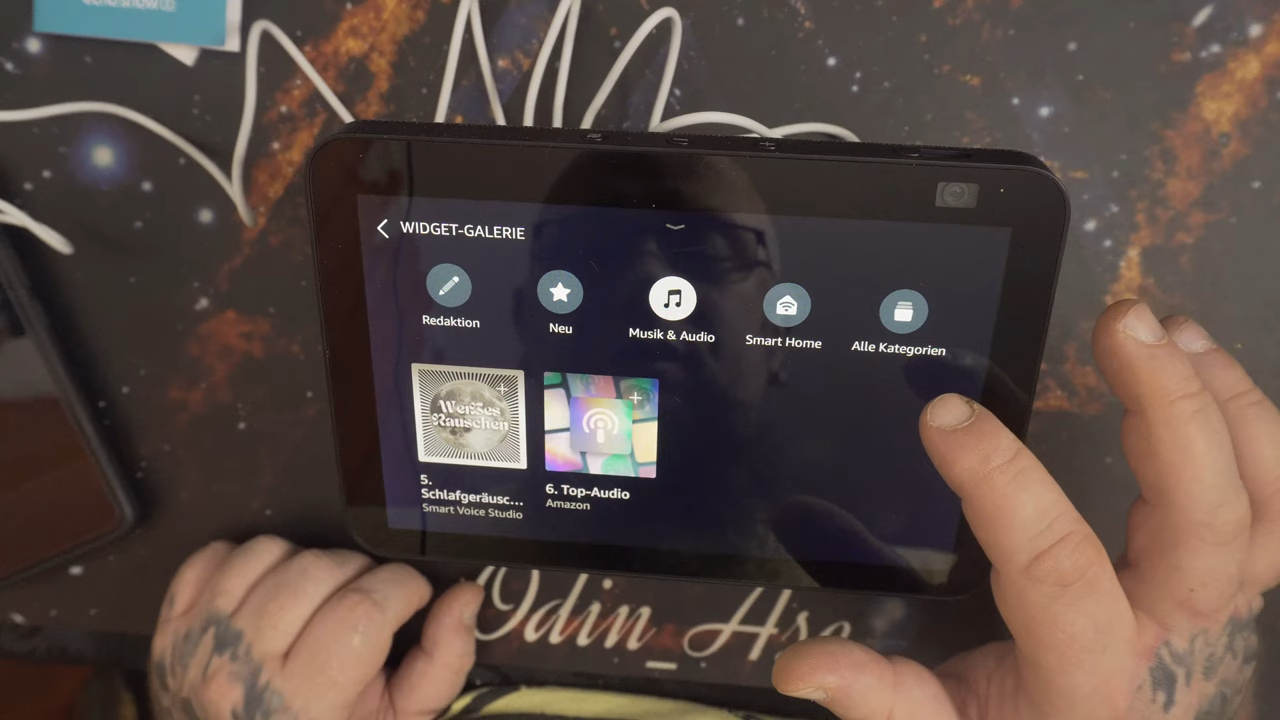 WIDGET-GALERIE
Redaktion
Neu
Musik & Audio
Smart Home
Alle Kategorien
Weißes
Rauschen
5.
Schlafgeräusc...
Smart Voice Studio
6. Top-Audio
Amazon
Odin_Asa